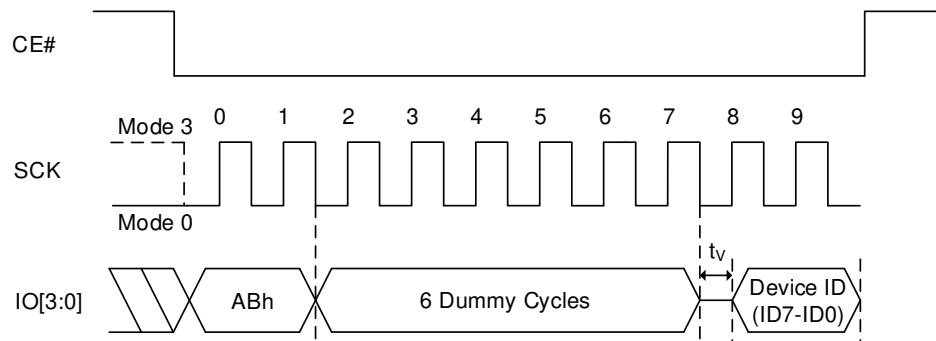 CE#
Mode 3
0 1 2 3 4 5 6 7 8 9
SCK
Mode 0
tV
IO[3:0]
ABh
6 Dummy Cycles
Device ID
(ID7-ID0)